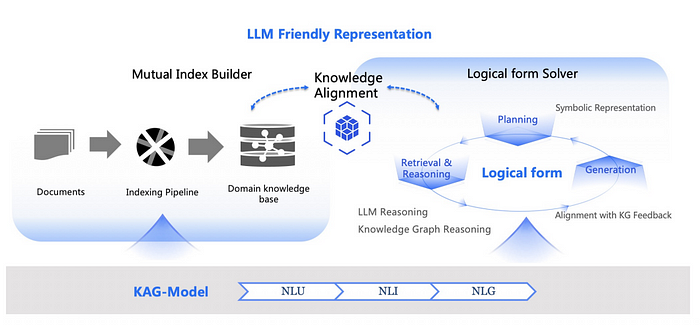 LLM Friendly Representation
Mutual Index Builder
Knowledge
Alignment
Logical form Solver
Documents
Indexing Pipeline
Domain knowledge
base
Planning
Symbolic Representation
Retrieval &
Reasoning
Logical form
Generation
LLM Reasoning
Knowledge Graph Reasoning
Alignment with KG Feedback
KAG-Model
NLU
NLI
NLG